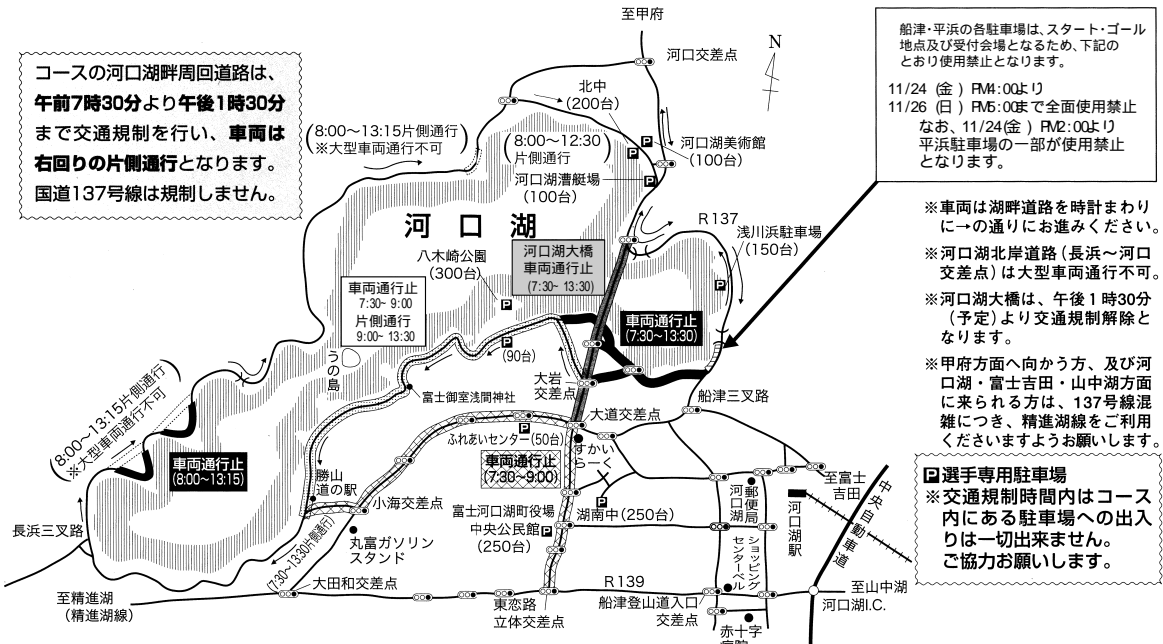 コースの河口湖畔周回道路は、
午前7時30分より午後1時30分
まで交通規制を行い、車両は
右回りの片側通行となります。
国道137号線は規制しません。
至甲府
河口交差点
N
北中
(200台)
(8:00～13:15片側通行)
※大型車両通行不可
(8:00～12:30)
片側通行
河口湖美術館
(100台)
河口湖漕艇場
(100台)
河口湖
R137
浅川浜駐車場
(150台)
八木崎公園
(300台)
河口湖大橋
車両通行止
(7:30～13:30)
車両通行止
7:30～9:00
片側通行
9:00～13:30
車両通行止
(7:30～13:30)
(90台)
うの島
大岩
交差点
富士御室浅間神社
船津三叉路
大道交差点
ふれあいセンター(50台)
すかいらーく
車両通行止
(7:30～9:00)
(8:00～13:15片側通行)
※大型車両通行不可
車両通行止
(8:00～13:15)
勝山
道の駅
小海交差点
富士河口湖町役場
中央公民館
(250台)
湖南中(250台)
郵便局
河口湖
河口湖駅
至富士
吉田
中央自動車道
長浜三叉路
丸富ガソリン
スタンド
(7:30～13:30片側通行)
大田和交差点
ショッピング
センターベル
R139
至山中湖
河口湖I.C.
至精進湖
(精進湖線)
東恋路
立体交差点
船津登山道入口
交差点
赤十字
船津・平浜の各駐車場は、スタート・ゴール
地点及び受付会場となるため、下記の
とおり使用禁止となります。
11/24(金)PM4:00より
11/26(日)PM5:00まで全面使用禁止
なお、11/24(金)PM2:00より
平浜駐車場の一部が使用禁止
となります。
※車両は湖畔道路を時計まわり
に→の通りにお進みください。
※河口湖北岸道路(長浜～河口
交差点)は大型車両通行不可。
※河口湖大橋は、午後1時30分
(予定)より交通規制解除と
なります。
※甲府方面へ向かう方、及び河
口湖・富士吉田・山中湖方面
に来られる方は、137号線混
雑につき、精進湖線をご利用
くださいますようお願いします。
P選手専用駐車場
※交通規制時間内はコース
内にある駐車場への出入
りは一切出来ません。
ご協力お願いします。